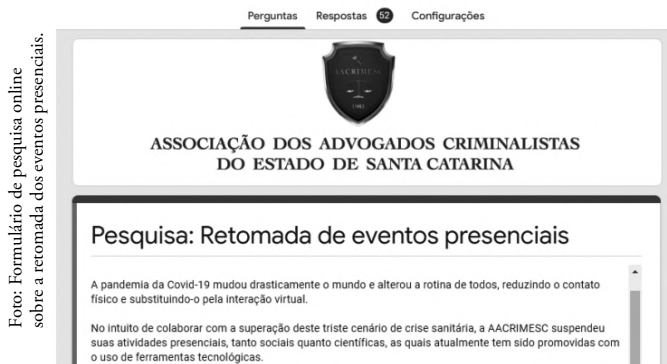 Perguntas Respostas 52 Configurações
AACRIMESC
1983
ASSOCIAÇÃO DOS ADVOGADOS CRIMINALISTAS
DO ESTADO DE SANTA CATARINA
Foto: Formulário de pesquisa online
sobre a retomada dos eventos presenciais.
Pesquisa: Retomada de eventos presenciais
A pandemia da Covid-19 mudou drasticamente o mundo e alterou a rotina de todos, reduzindo o contato
físico e substituindo-o pela interação virtual.
No intuito de colaborar com a superação deste triste cenário de crise sanitária, a AACRIMESC suspendeu
suas atividades presenciais, tanto sociais quanto científicas, as quais atualmente tem sido promovidas com
o uso de ferramentas tecnológicas.